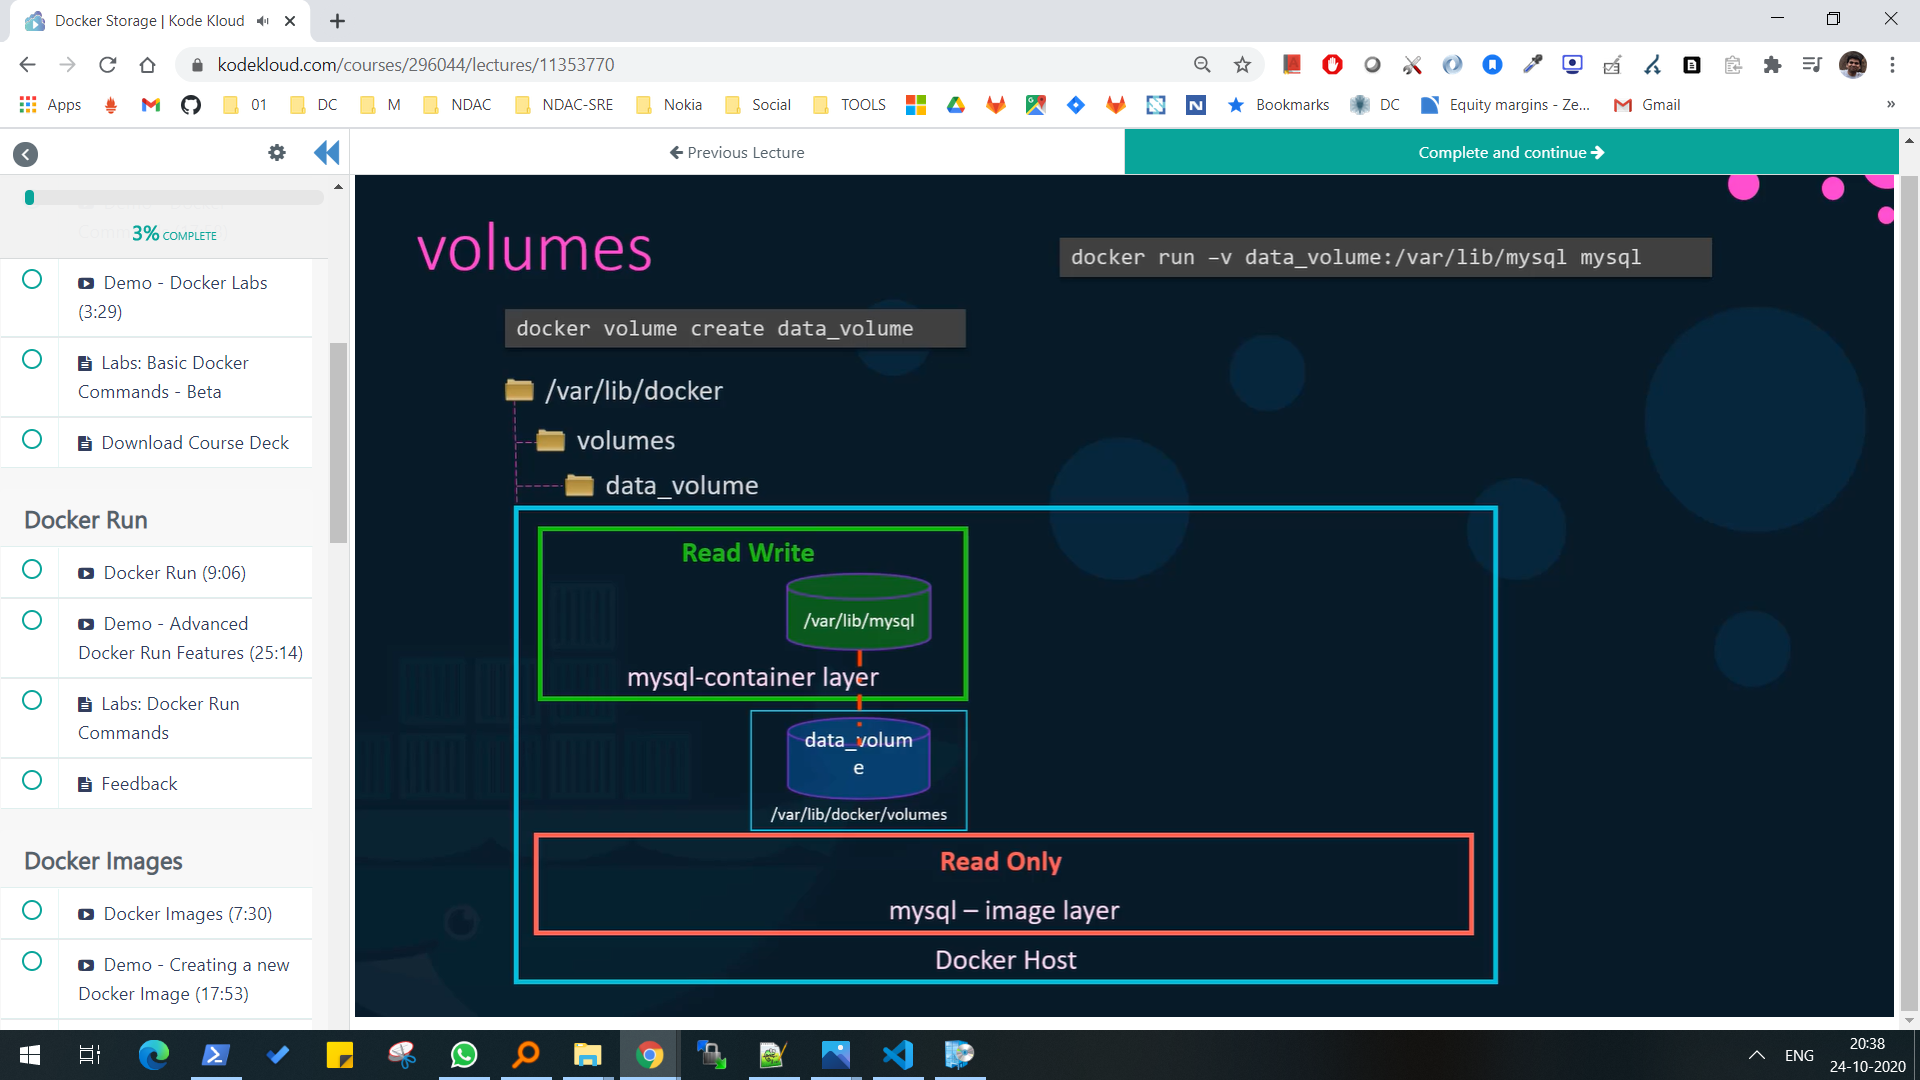 Docker Storage | Kode Kloud
kodekloud.com/courses/296044/lectures/11353770
Apps 01 DC M NDAC NDAC-SRE Nokia Social TOOLS Bookmarks DC Equity margins - Ze... Gmail »
Previous Lecture
Complete and continue
3% COMPLETE
Demo - Docker Labs
(3:29)
Labs: Basic Docker
Commands - Beta
Download Course Deck
Docker Run
Docker Run (9:06)
Demo - Advanced
Docker Run Features (25:14)
Labs: Docker Run
Commands
Feedback
Docker Images
Docker Images (7:30)
Demo - Creating a new
Docker Image (17:53)
volumes
docker run –v data_volume:/var/lib/mysql mysql
docker volume create data_volume
/var/lib/docker
volumes
data_volume
Read Write
/var/lib/mysql
mysql-container layer
data_volum
e
/var/lib/docker/volumes
Read Only
mysql – image layer
Docker Host
ENG
20:38
24-10-2020